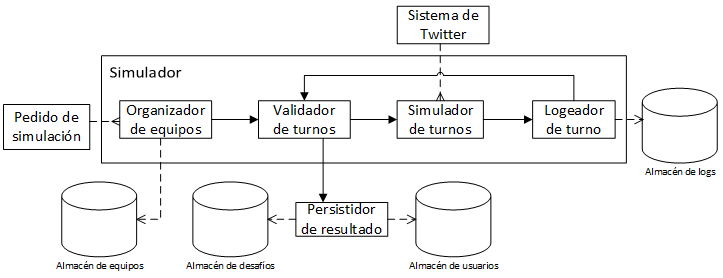 Sistema de
Twitter
Simulador
Pedido de
simulación
Organizador
de equipos
Validador
de turnos
Simulador
de turnos
Logeador
de turno
Almacén de logs
Persistidor
de resultado
Almacén de equipos
Almacén de desafíos
Almacén de usuarios